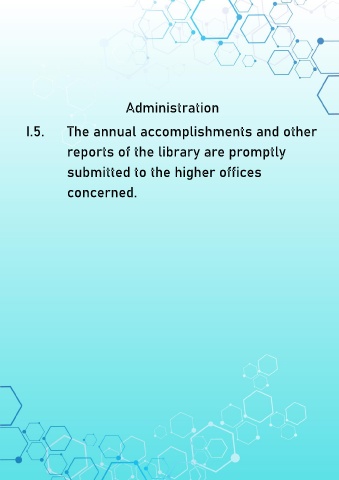 Administration
I.5. The annual accomplishments and other
reports of the library are promptly
submitted to the higher offices
concerned.